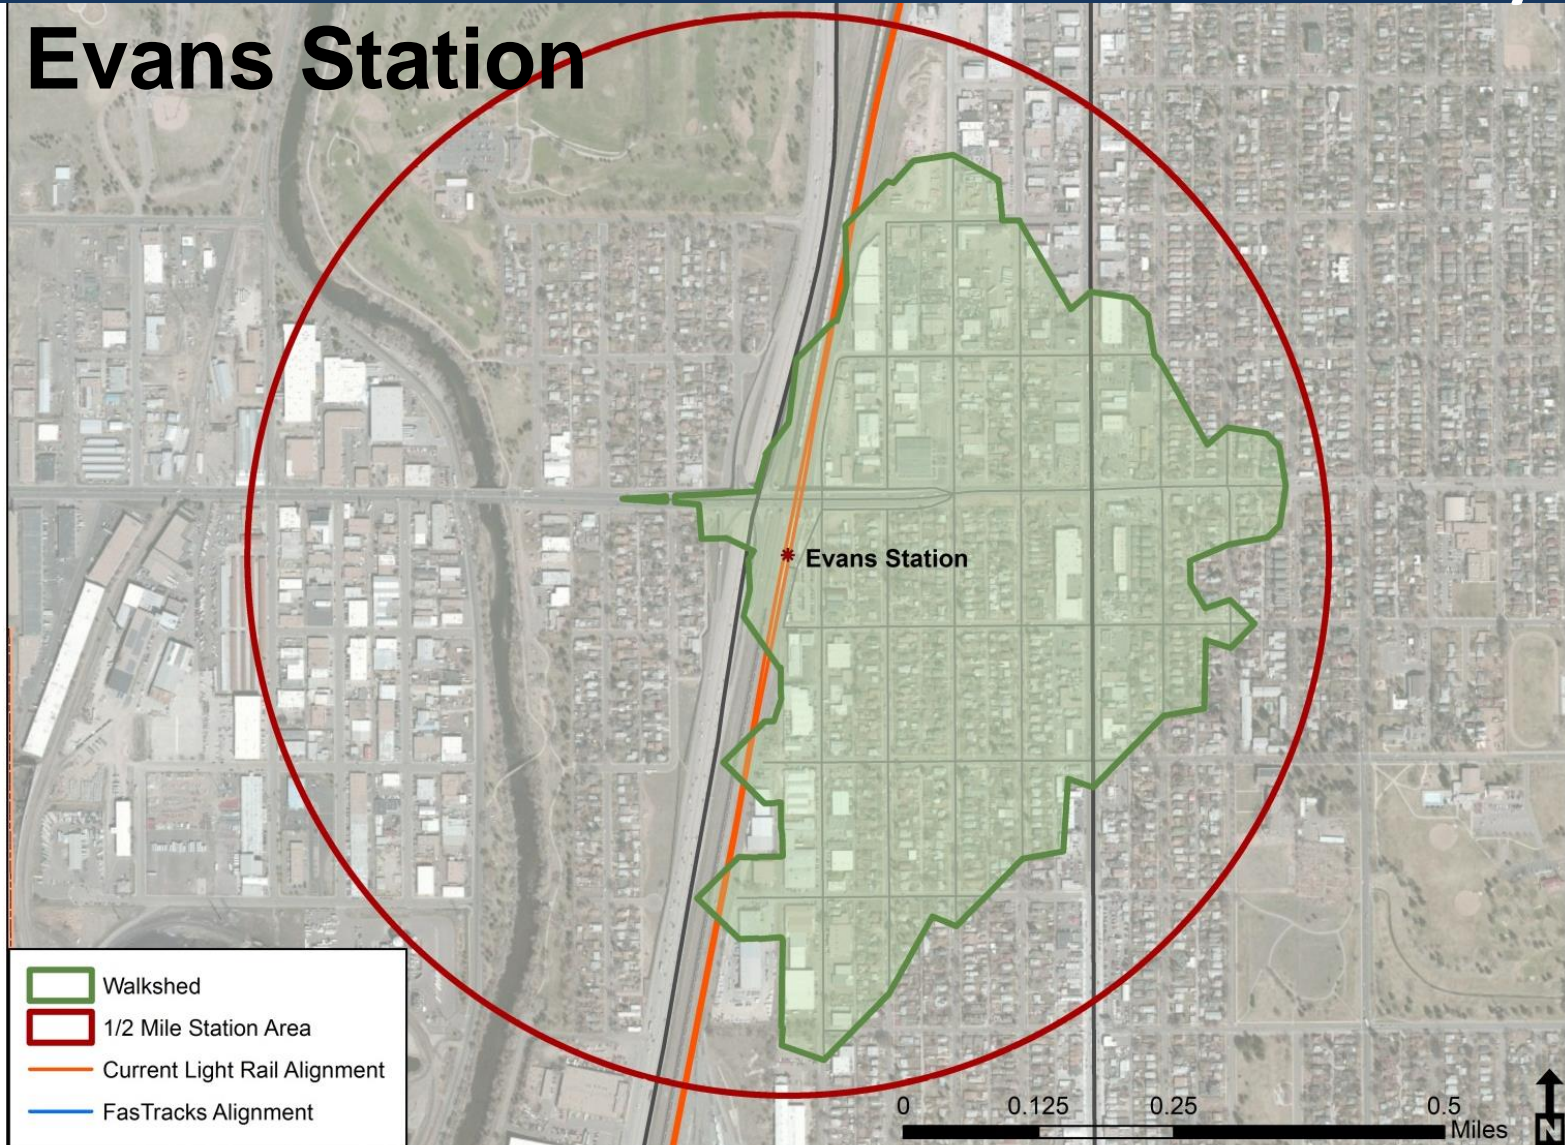 Evans Station
Evans Station
Walkshed
1/2 Mile Station Area
Current Light Rail Alignment
FasTracks Alignment
0 0.125 0.25 0.5
Miles
N